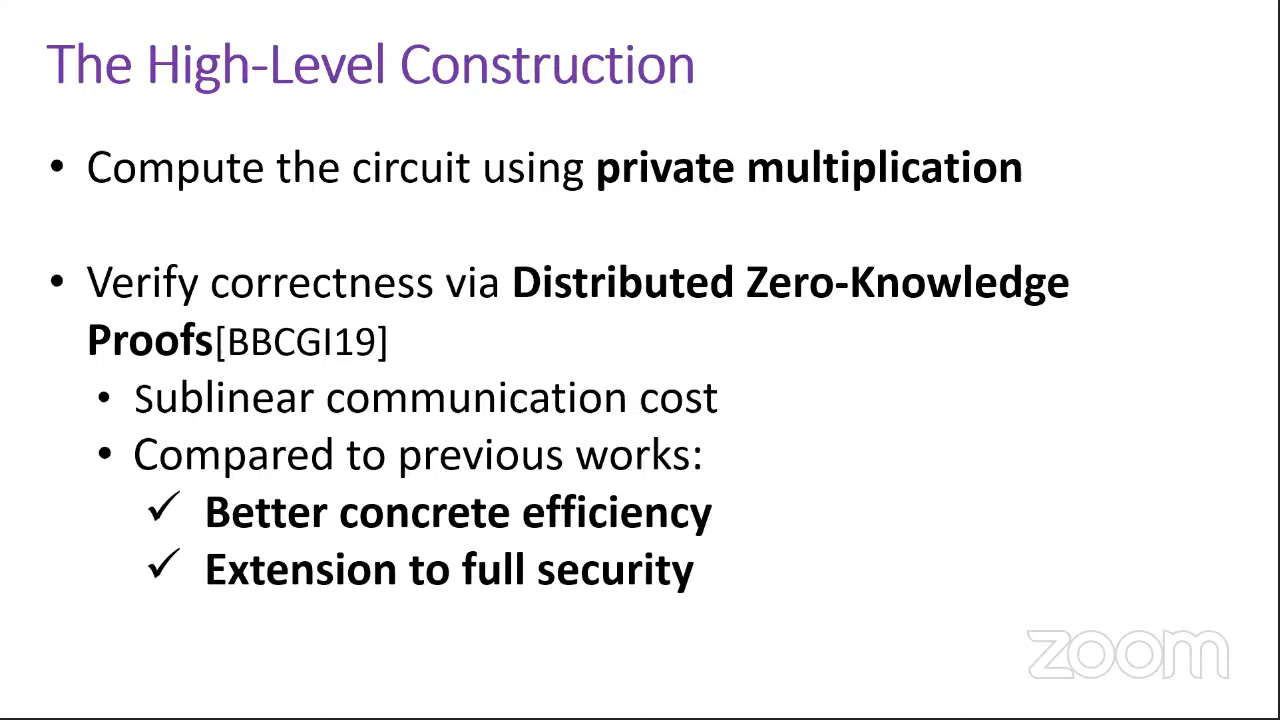 The High-Level Construction
• Compute the circuit using private multiplication
• Verify correctness via Distributed Zero-Knowledge
Proofs[BBCGI19]
• Sublinear communication cost
• Compared to previous works:
✓ Better concrete efficiency
✓ Extension to full security
zoom